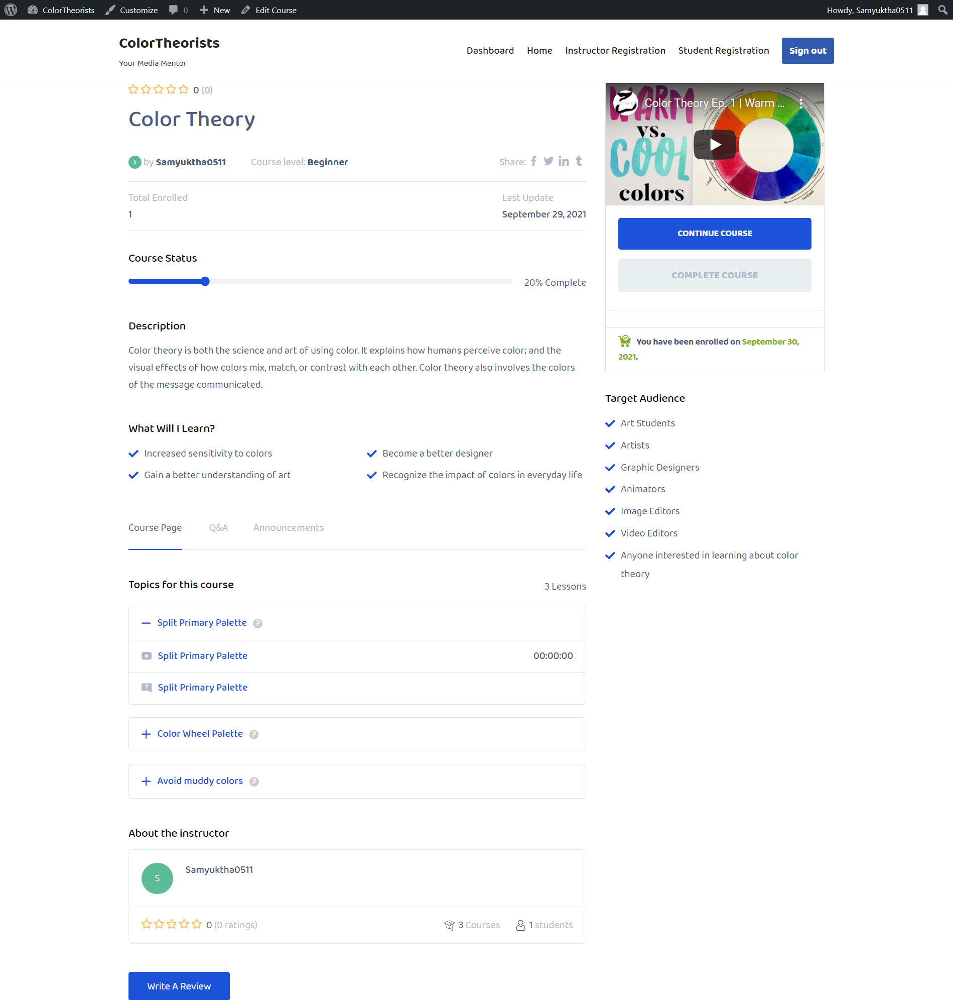 ColorTheorists
Customize
0
New
Edit Course
Howdy, Samyuktha0511
ColorTheorists
Your Media Mentor
Dashboard
Home
Instructor Registration
Student Registration
Sign out
0 (0)
Color Theory
S by Samyuktha0511
Course level: Beginner
Share:
Total Enrolled
1
Last Update
September 29, 2021
Course Status
20% Complete
Description
Color theory is both the science and art of using color. It explains how humans perceive color; and the
visual effects of how colors mix, match, or contrast with each other. Color theory also involves the colors
of the message communicated.
What Will I Learn?
Increased sensitivity to colors
Become a better designer
Gain a better understanding of art
Recognize the impact of colors in everyday life
Course Page
Q&A
Announcements
Topics for this course
3 Lessons
Split Primary Palette ?
Split Primary Palette
00:00:00
Split Primary Palette
Color Wheel Palette ?
Avoid muddy colors ?
About the instructor
S
Samyuktha0511
0 (0 ratings)
3 Courses
1 students
Write A Review
Color Theory Ep. 1 | Warm ...
WARM
vs.
COOL
colors
CONTINUE COURSE
COMPLETE COURSE
You have been enrolled on September 30,
2021.
Target Audience
Art Students
Artists
Graphic Designers
Animators
Image Editors
Video Editors
Anyone interested in learning about color
theory